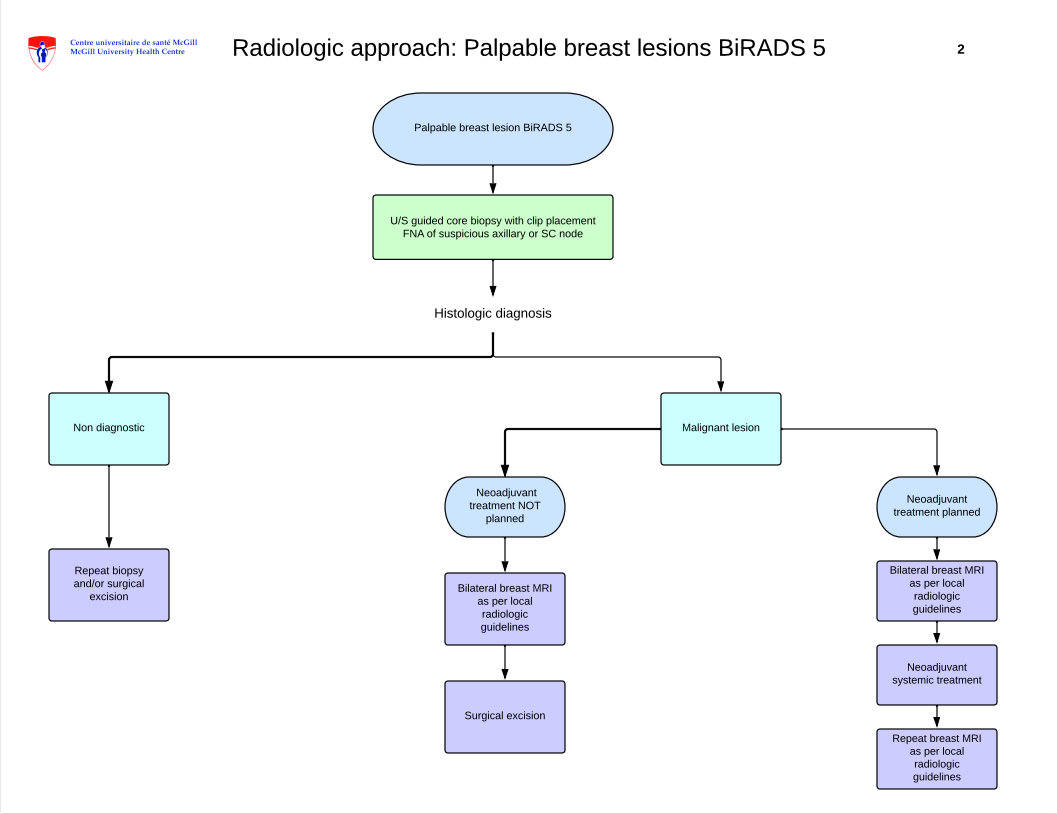 Centre universitaire de santé McGill
McGill University Health Centre
Radiologic approach: Palpable breast lesions BiRADS 5
2
Palpable breast lesion BiRADS 5
U/S guided core biopsy with clip placement
FNA of suspicious axillary or SC node
Histologic diagnosis
Non diagnostic
Malignant lesion
Neoadjuvant
treatment NOT
planned
Neoadjuvant
treatment planned
Repeat biopsy
and/or surgical
excision
Bilateral breast MRI
as per local
radiologic
guidelines
Bilateral breast MRI
as per local
radiologic
guidelines
Surgical excision
Neoadjuvant
systemic treatment
Repeat breast MRI
as per local
radiologic
guidelines